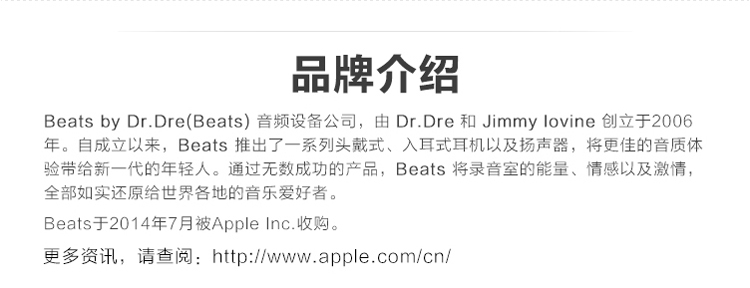 品牌介绍
Beats by Dr.Dre(Beats) 音频设备公司，由 Dr.Dre 和 Jimmy Iovine 创立于2006
年。自成立以来，Beats 推出了一系列头戴式、入耳式耳机以及扬声器，将更佳的音质体
验带给新一代的年轻人。通过无数成功的产品，Beats 将录音室的能量、情感以及激情，
全部如实还原给世界各地的音乐爱好者。
Beats于2014年7月被Apple Inc.收购。
更多资讯，请查阅：http://www.apple.com/cn/